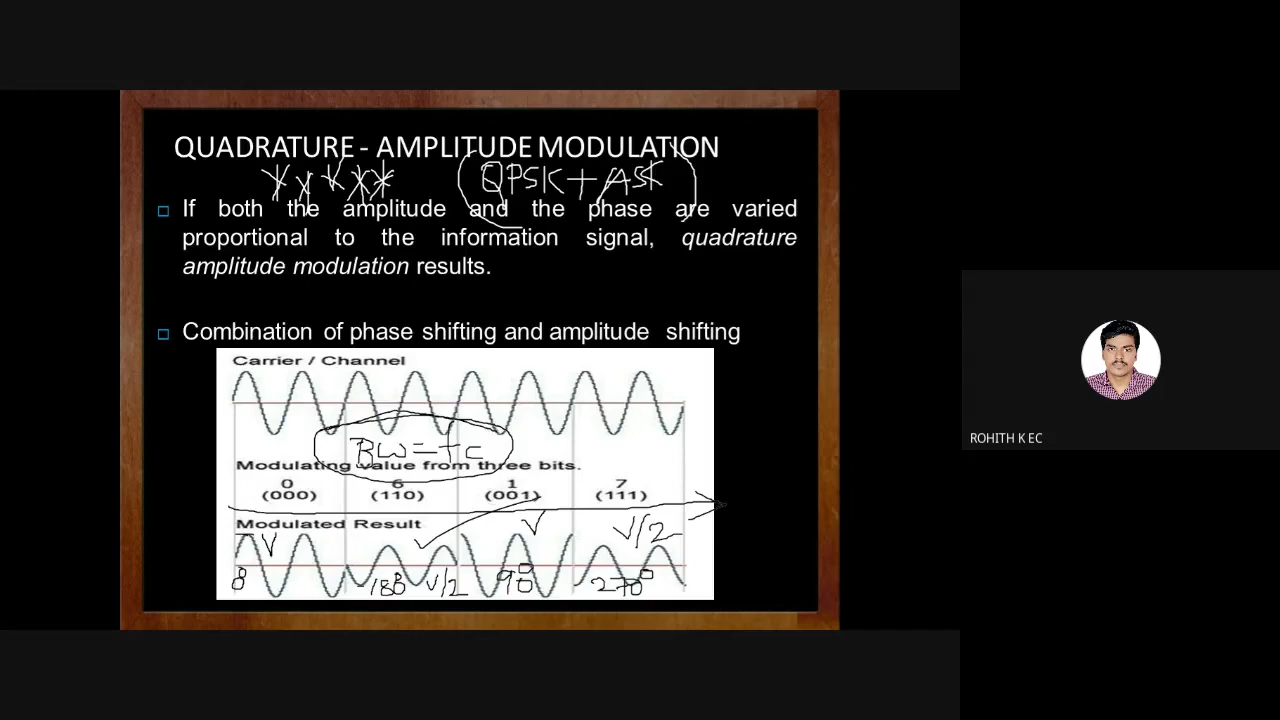 QUADRATURE - AMPLITUDE MODULATION
QPSK + ASK
If both the amplitude and the phase are varied
proportional to the information signal, quadrature
amplitude modulation results.
Combination of phase shifting and amplitude shifting
Carrier / Channel
BW = fc
Modulating value from three bits.
0 6 1 7
(000) (110) (001) (111)
Modulated Result
V V V/2
0° 180 V/2 90° 270°
ROHITH K EC